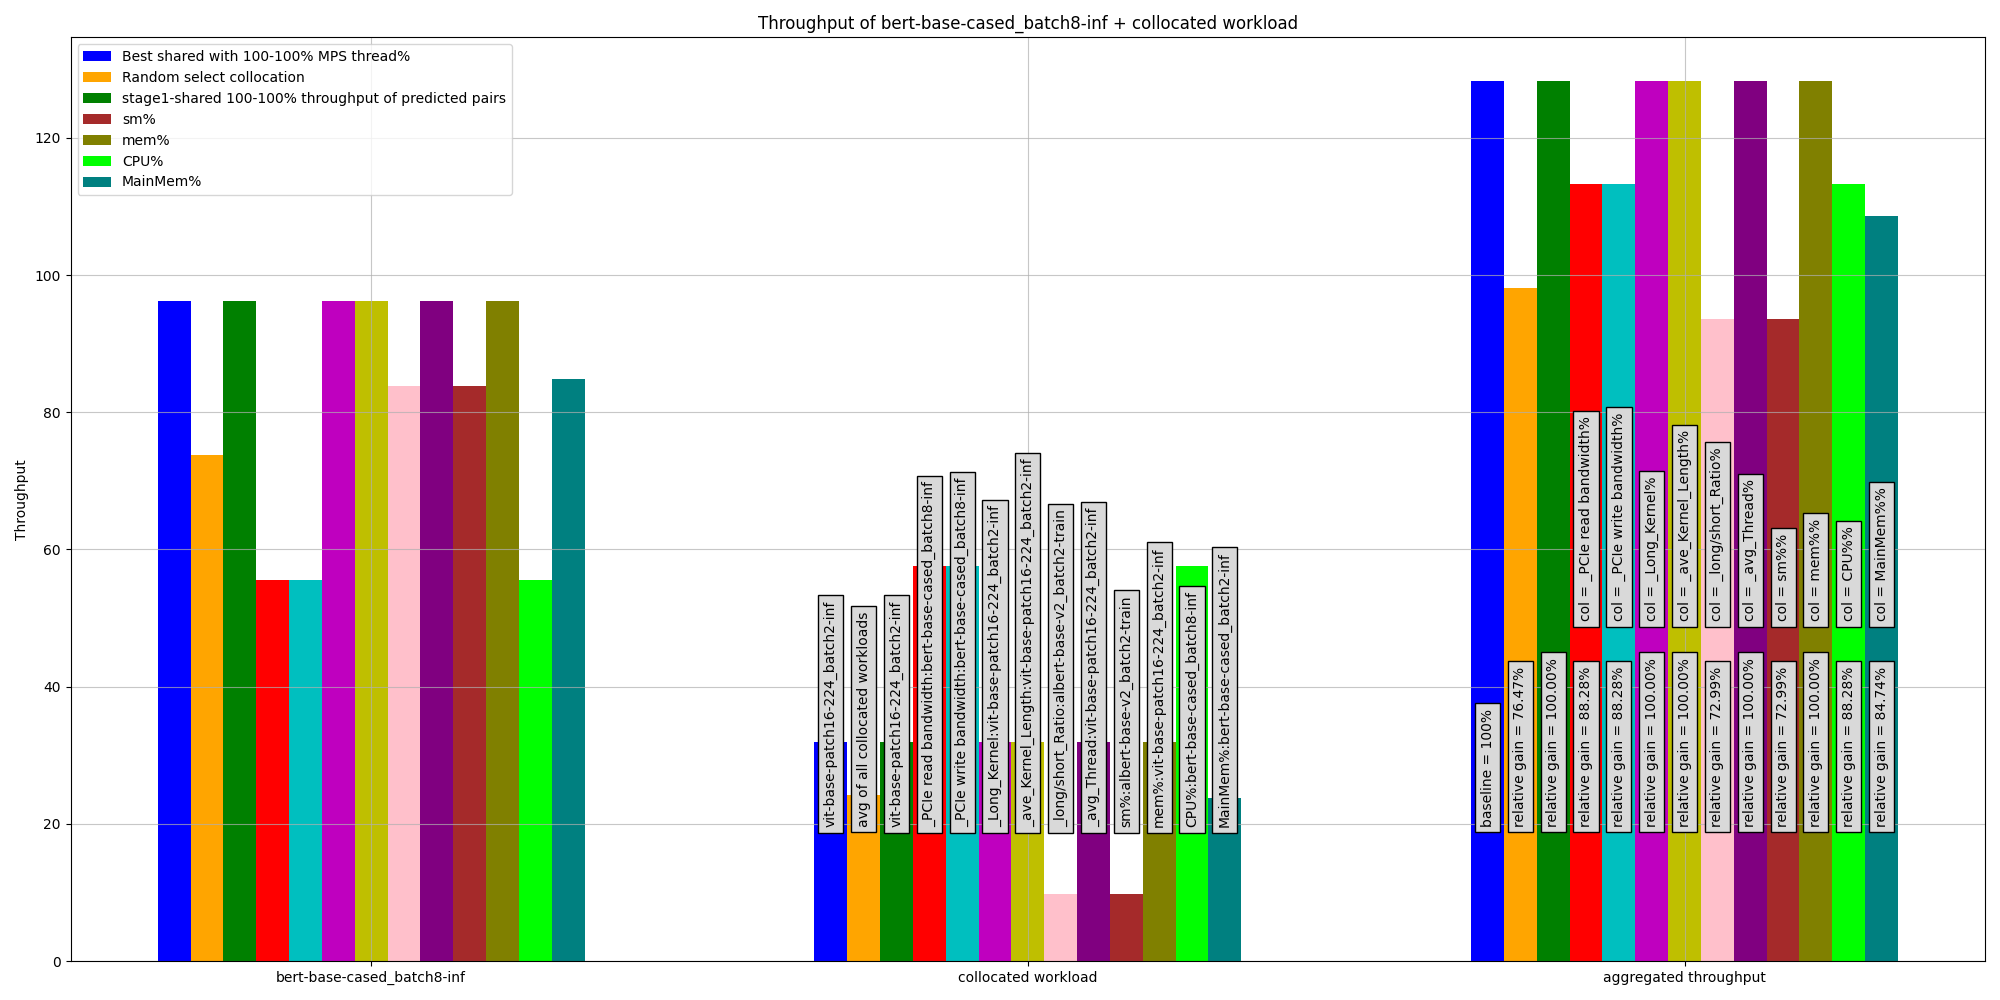 Throughput of bert-base-cased_batch8-inf + collocated workload
Best shared with 100-100% MPS thread%
Random select collocation
stage1-shared 100-100% throughput of predicted pairs
sm%
mem%
CPU%
MainMem%
Throughput
120
100
80
60
40
20
0
vit-base-patch16-224_batch2-inf
avg of all collocated workloads
vit-base-patch16-224_batch2-inf
_PCIe read bandwidth:bert-base-cased_batch8-inf
_PCIe write bandwidth:bert-base-cased_batch8-inf
_Long_Kernel:vit-base-patch16-224_batch2-inf
_ave_Kernel_Length:vit-base-patch16-224_batch2-inf
_long/short_Ratio:albert-base-v2_batch2-train
_avg_Thread:vit-base-patch16-224_batch2-inf
sm%:albert-base-v2_batch2-train
mem%:vit-base-patch16-224_batch2-inf
CPU%:bert-base-cased_batch8-inf
MainMem%:bert-base-cased_batch2-inf
col = _PCIe read bandwidth%
col = _PCIe write bandwidth%
col = _Long_Kernel%
col = _ave_Kernel_Length%
col = _long/short_Ratio%
col = _avg_Thread%
col = sm%%
col = mem%%
col = CPU%%
col = MainMem%%
baseline = 100%
relative gain = 76.47%
relative gain = 100.00%
relative gain = 88.28%
relative gain = 88.28%
relative gain = 100.00%
relative gain = 100.00%
relative gain = 72.99%
relative gain = 100.00%
relative gain = 72.99%
relative gain = 100.00%
relative gain = 88.28%
relative gain = 84.74%
bert-base-cased_batch8-inf
collocated workload
aggregated throughput